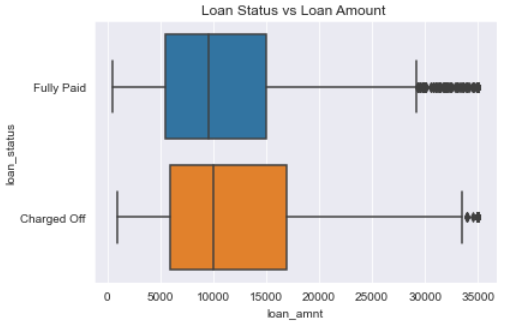 Loan Status vs Loan Amount
Fully Paid
loan_status
Charged Off
0 5000 10000 15000 20000 25000 30000 35000
loan_amnt